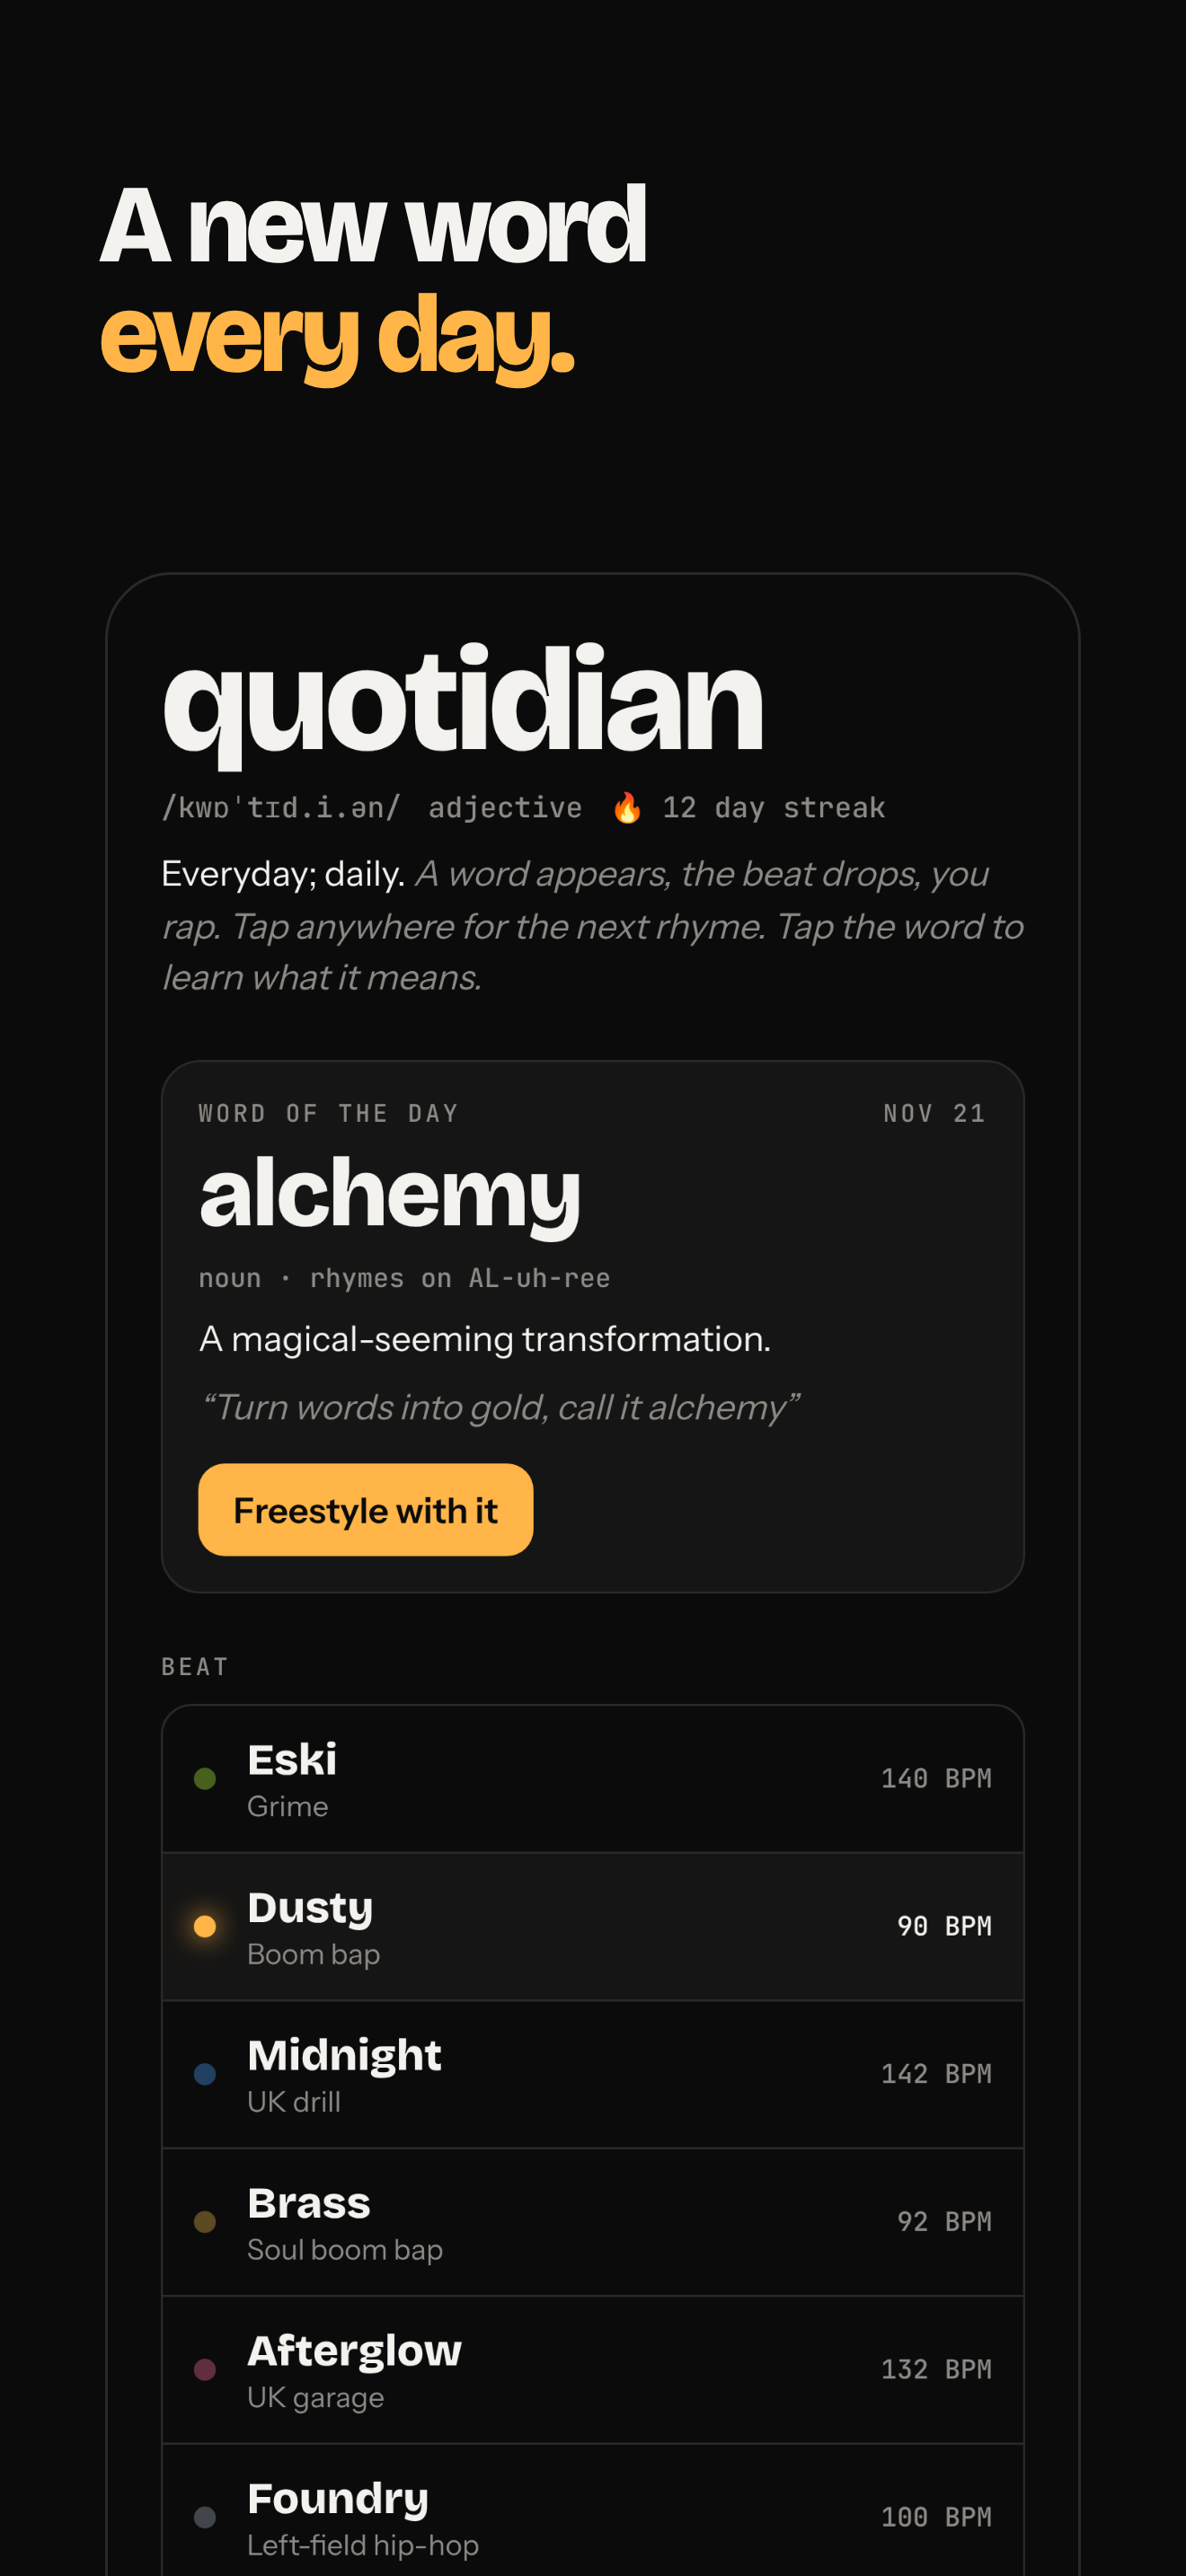 A new word
every day.
quotidian
/kwɒˈtɪd.i.ən/ adjective 🔥 12 day streak
Everyday; daily. A word appears, the beat drops, you
rap. Tap anywhere for the next rhyme. Tap the word to
learn what it means.
WORD OF THE DAY NOV 21
alchemy
noun · rhymes on AL-uh-ree
A magical-seeming transformation.
“Turn words into gold, call it alchemy”
Freestyle with it
BEAT
Eski
Grime
140 BPM
Dusty
Boom bap
90 BPM
Midnight
UK drill
142 BPM
Brass
Soul boom bap
92 BPM
Afterglow
UK garage
132 BPM
Foundry
Left-field hip-hop
100 BPM